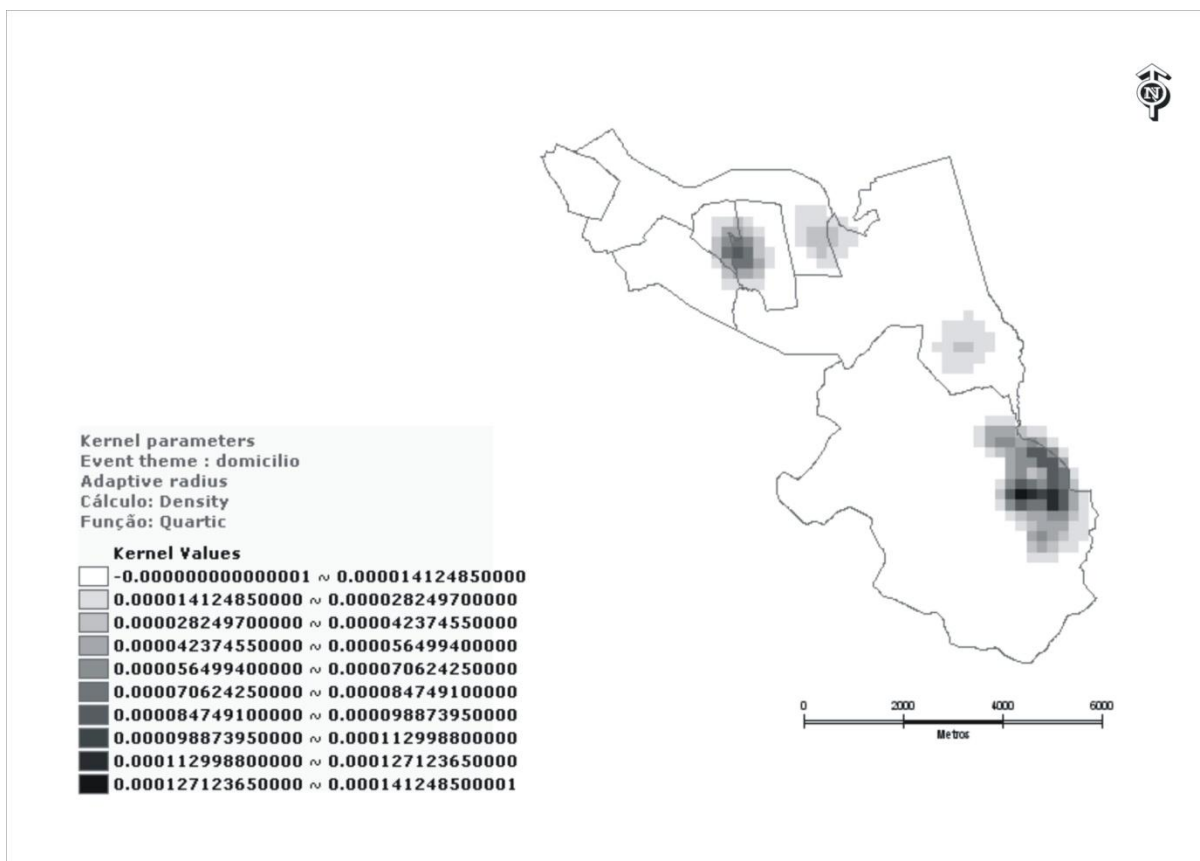 N
Kernel parameters
Event theme : domicilio
Adaptive radius
Cálculo: Density
Função: Quartic
Kernel Values
-0.000000000000001 ~ 0.000014124850000
0.000014124850000 ~ 0.000028249700000
0.000028249700000 ~ 0.000042374550000
0.000042374550000 ~ 0.000056499400000
0.000056499400000 ~ 0.000070624250000
0.000070624250000 ~ 0.000084749100000
0.000084749100000 ~ 0.000098873950000
0.000098873950000 ~ 0.000112998800000
0.000112998800000 ~ 0.000127123650000
0.000127123650000 ~ 0.000141248500001
0 2000 4000 6000
Metros